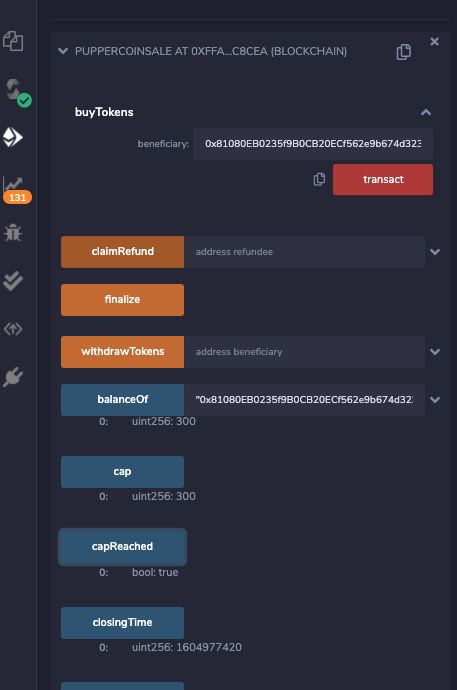 PUPPERCOINSALE AT 0XFFA...C8CEA (BLOCKCHAIN)
buyTokens
beneficiary: 0x81080EB0235f9B0CB20ECf562e9b674d323
transact
131
claimRefund address refundee
finalize
withdrawTokens address beneficiary
balanceOf "0x81080EB0235f9B0CB20ECf562e9b674d32
0: uint256: 300
cap
0: uint256: 300
capReached
0: bool: true
closingTime
0: uint256: 1604977420